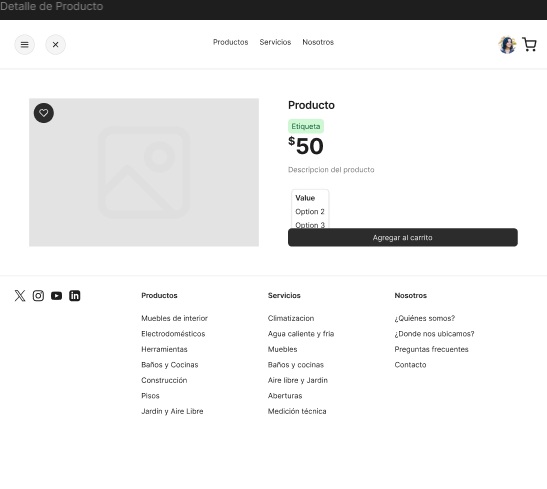 Detalle de Producto
Productos Servicios Nosotros
Producto
Etiqueta
$50
Descripcion del producto
Value
Option 2
Option 3
Agregar al carrito
Productos
Muebles de interior
Electrodomésticos
Herramientas
Baños y Cocinas
Construcción
Pisos
Jardin y Aire Libre
Servicios
Climatizacion
Agua caliente y fría
Muebles
Baños y cocinas
Aire libre y Jardin
Aberturas
Medición técnica
Nosotros
¿Quiénes somos?
¿Donde nos ubicamos?
Preguntas frecuentes
Contacto